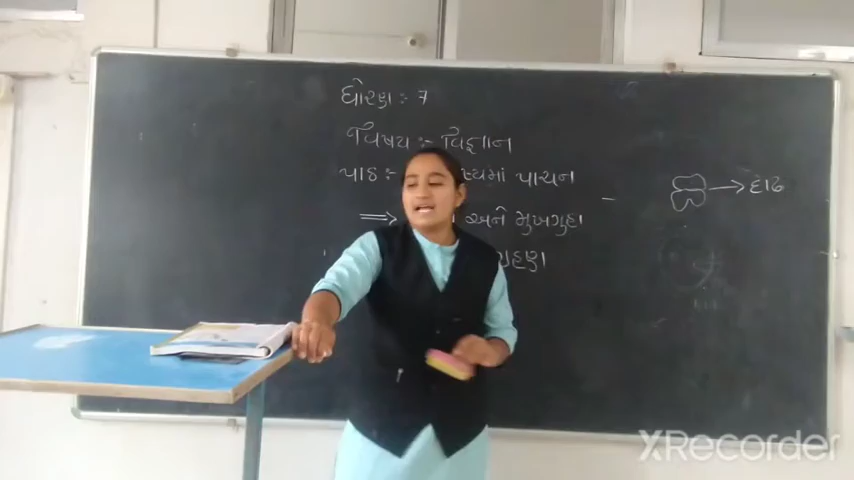 ધોરણ :- 7
વિષય :- વિજ્ઞાન
પાઠ :- માં પાચન
⟹ અને મુખગુહા
→ દાઢ
XRecorder